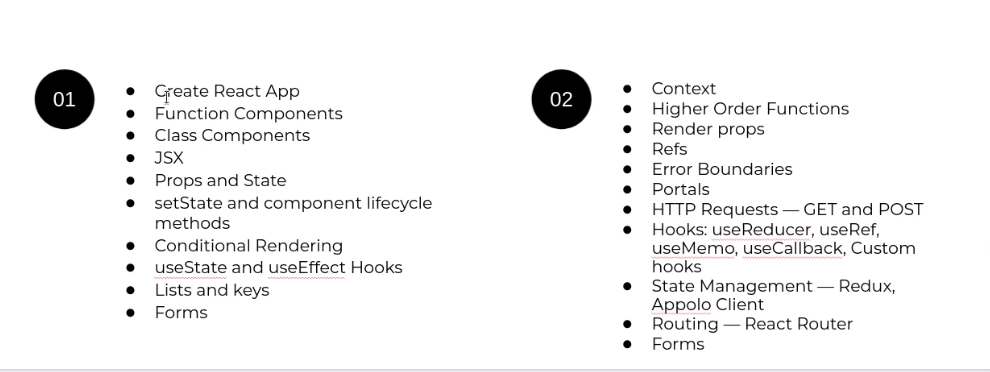 01
● Create React App
● Function Components
● Class Components
● JSX
● Props and State
● setState and component lifecycle
methods
● Conditional Rendering
● useState and useEffect Hooks
● Lists and keys
● Forms
02
● Context
● Higher Order Functions
● Render props
● Refs
● Error Boundaries
● Portals
● HTTP Requests — GET and POST
● Hooks: useReducer, useRef,
useMemo, useCallback, Custom
hooks
● State Management — Redux,
Appolo Client
● Routing — React Router
● Forms